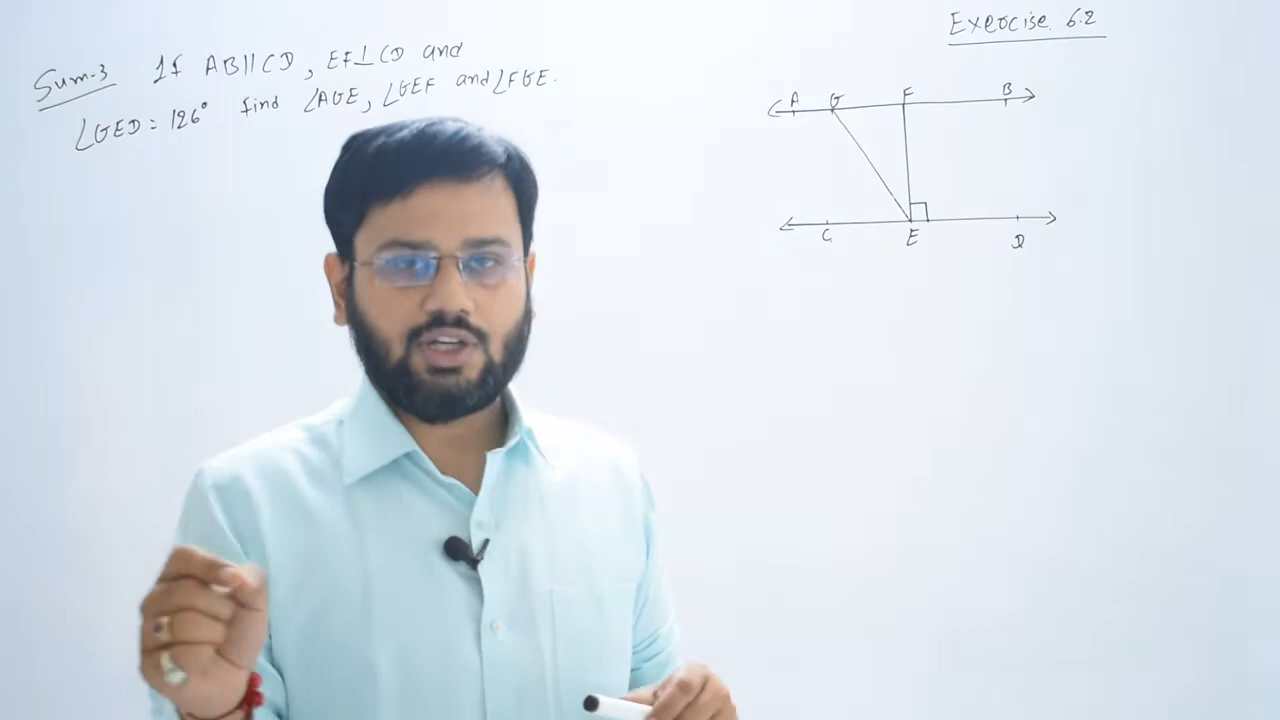 Exercise 6.2
Sum-3 If AB||CD, EF⊥CD and
∠GED = 126° find ∠AGE, ∠GEF and ∠FGE.
A G F B
C E D